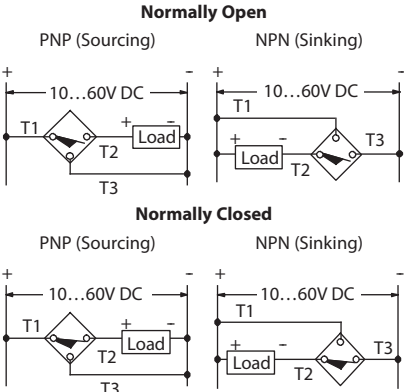 Normally Open
PNP (Sourcing) NPN (Sinking)
+ - + -
10...60V DC 10...60V DC
T1
T1 + - T3
Load + -
T2 Load
T2
T3
Normally Closed
PNP (Sourcing) NPN (Sinking)
+ - + -
10...60V DC 10...60V DC
T1
T1 + - T3
Load + -
T2 Load
T2
T3